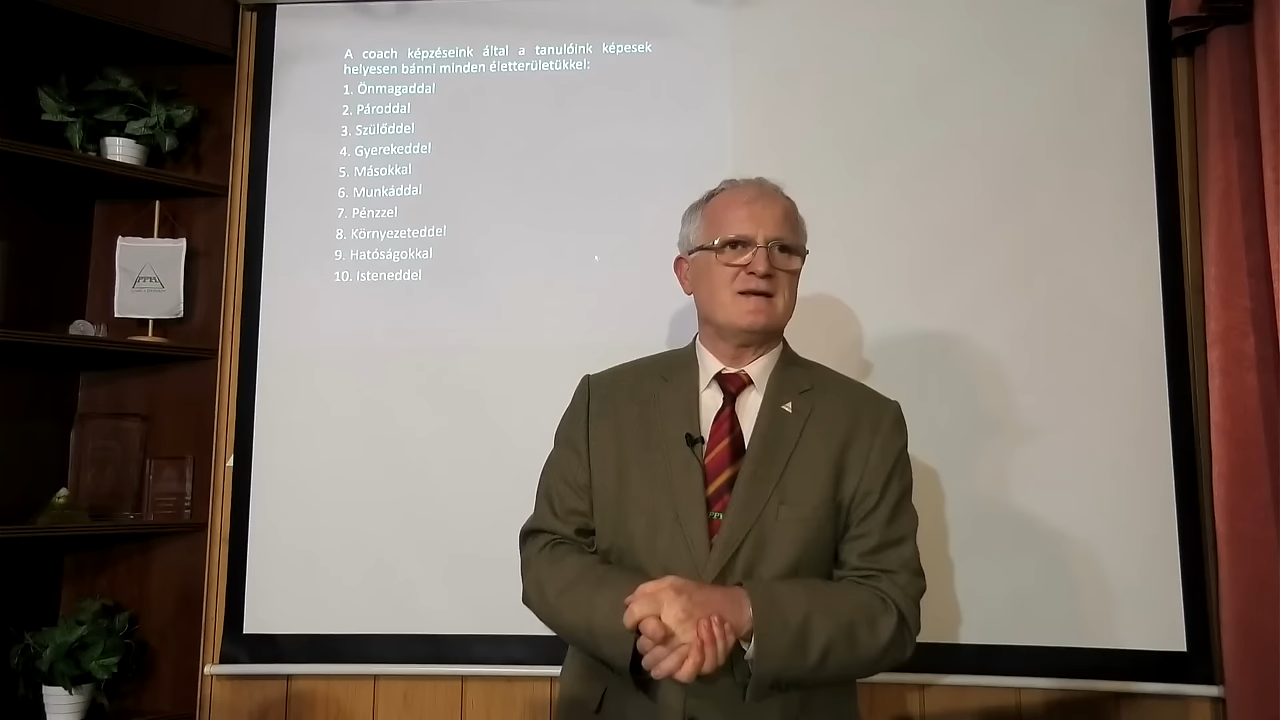 A coach képzéseink által a tanulóink képesek
helyesen bánni minden életterületükkel:
1. Önmagaddal
2. Pároddal
3. Szülőddel
4. Gyerekeddel
5. Másokkal
6. Munkáddal
7. Pénzzel
8. Környezeteddel
9. Hatóságokkal
10. Isteneddel